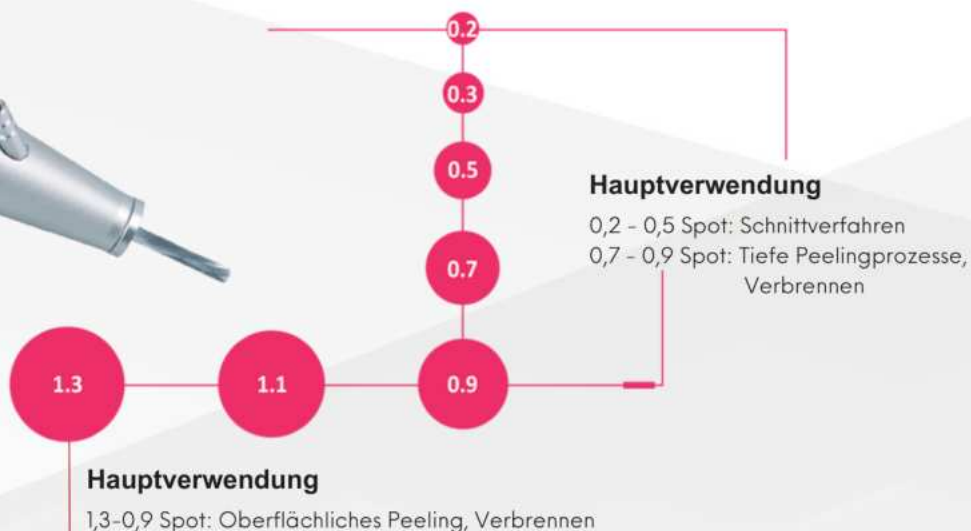 0.2
0.3
0.5
Hauptverwendung
0,2 - 0,5 Spot: Schnittverfahren
0,7 - 0,9 Spot: Tiefe Peelingprozesse,
Verbrennen
0.7
1.3 1.1 0.9
Hauptverwendung
1,3-0,9 Spot: Oberflächliches Peeling, Verbrennen